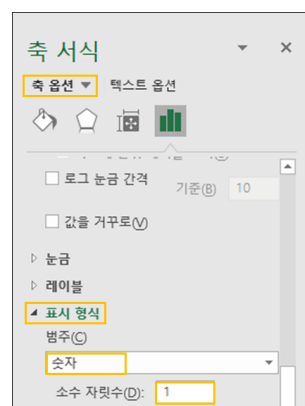 축 서식
축 옵션 텍스트 옵션
로그 눈금 간격 기준(B) 10
값을 거꾸로(V)
눈금
레이블
표시 형식
범주(C)
숫자
소수 자릿수(D): 1